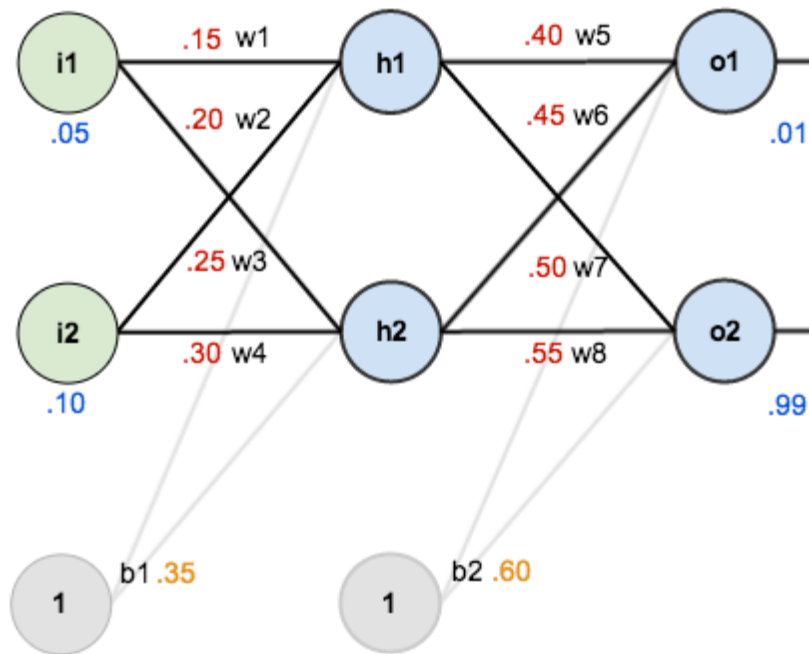 .15 w1
.40 w5
i1
h1
o1
.20 w2
.45 w6
.05
.01
.25 w3
.50 w7
i2
h2
o2
.30 w4
.55 w8
.10
.99
b1 .35
b2 .60
1
1